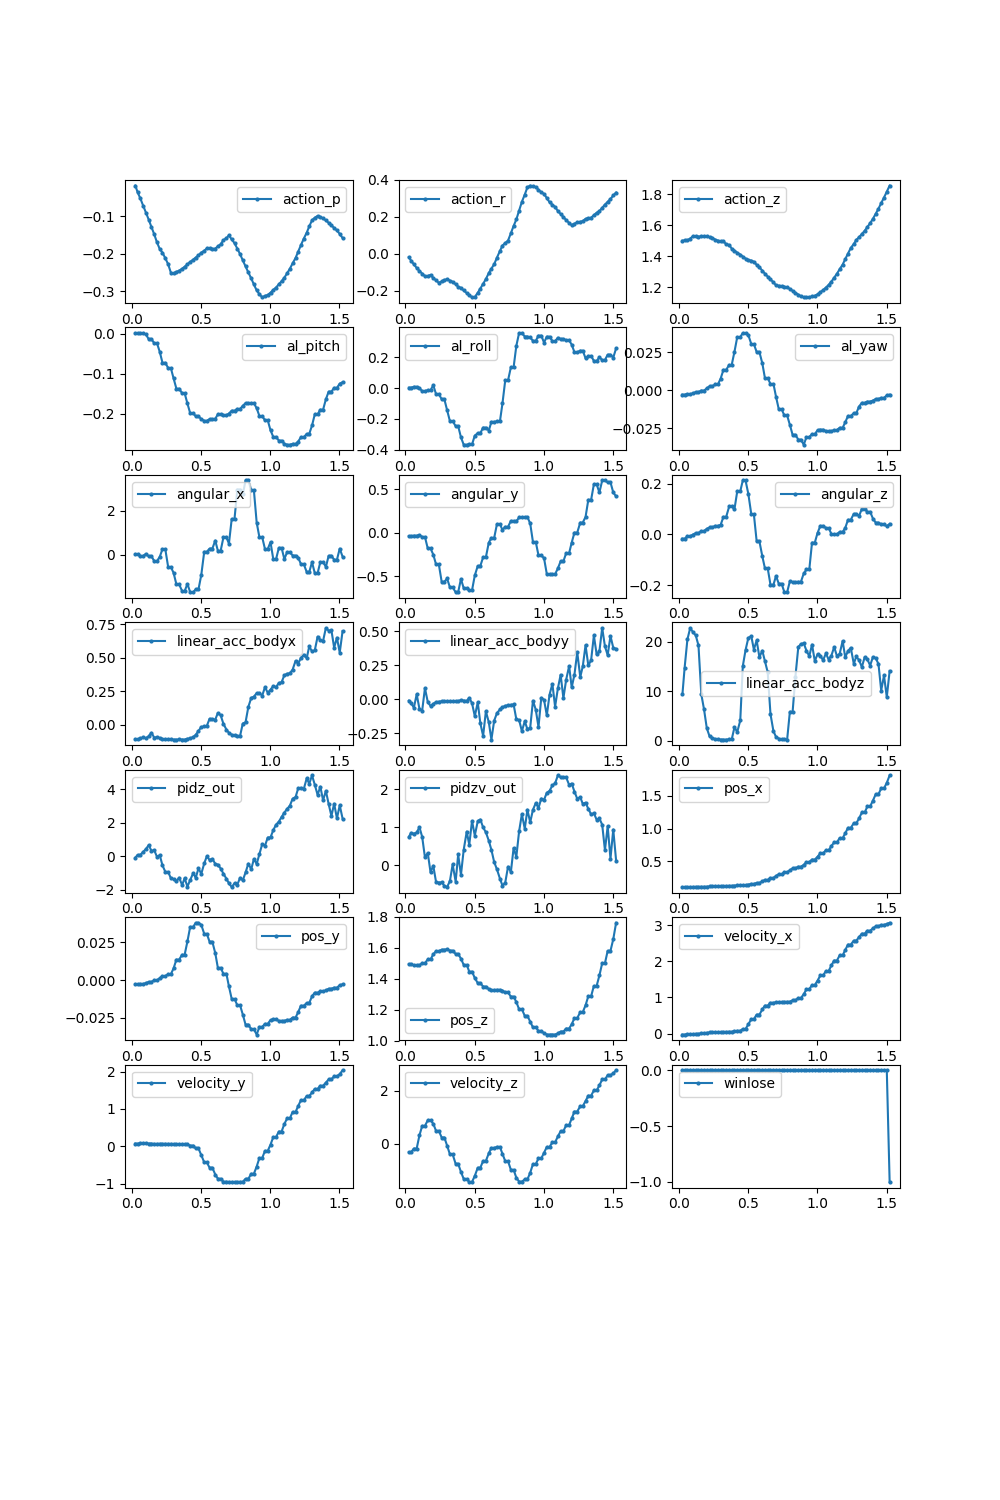 action_p
−0.1
−0.2
−0.3
0.0 0.5 1.0 1.5
action_r
0.4
0.2
0.0
−0.2
0.0 0.5 1.0 1.5
action_z
1.8
1.6
1.4
1.2
0.0 0.5 1.0 1.5
al_pitch
0.0
−0.1
−0.2
0.0 0.5 1.0 1.5
al_roll
0.2
0.0
−0.2
−0.4
0.0 0.5 1.0 1.5
al_yaw
0.025
0.000
−0.025
0.0 0.5 1.0 1.5
angular_x
2
0
0.0 0.5 1.0 1.5
angular_y
0.5
0.0
−0.5
0.0 0.5 1.0 1.5
angular_z
0.2
0.0
−0.2
0.0 0.5 1.0 1.5
linear_acc_bodyx
0.75
0.50
0.25
0.00
0.0 0.5 1.0 1.5
linear_acc_bodyy
0.50
0.25
0.00
−0.25
0.0 0.5 1.0 1.5
linear_acc_bodyz
20
10
0
0.0 0.5 1.0 1.5
pidz_out
4
2
0
−2
0.0 0.5 1.0 1.5
pidzv_out
2
1
0
0.0 0.5 1.0 1.5
pos_x
1.5
1.0
0.5
0.0 0.5 1.0 1.5
pos_y
0.025
0.000
−0.025
0.0 0.5 1.0 1.5
1.8
1.6
1.4
1.2
1.0
pos_z
0.0 0.5 1.0 1.5
velocity_x
3
2
1
0
0.0 0.5 1.0 1.5
velocity_y
2
1
0
−1
0.0 0.5 1.0 1.5
velocity_z
2
0
0.0 0.5 1.0 1.5
winlose
0.0
−0.5
−1.0
0.0 0.5 1.0 1.5